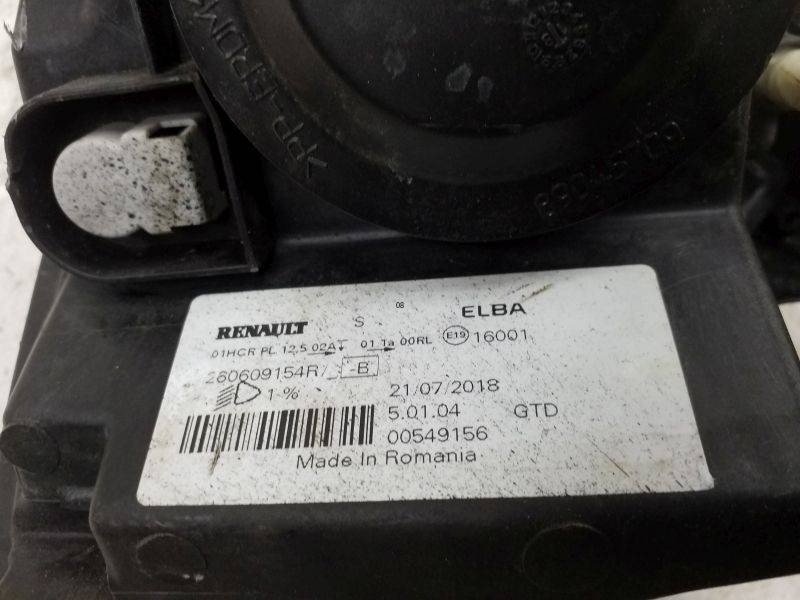 89045700
RENAULT S 08 ELBA
01HCR PL 12,5 02A 01 1a 00RL E19 16001
260609154R/ -B
1-% 21/07/2018
5.01.04 GTD
00549156
Made In Romania